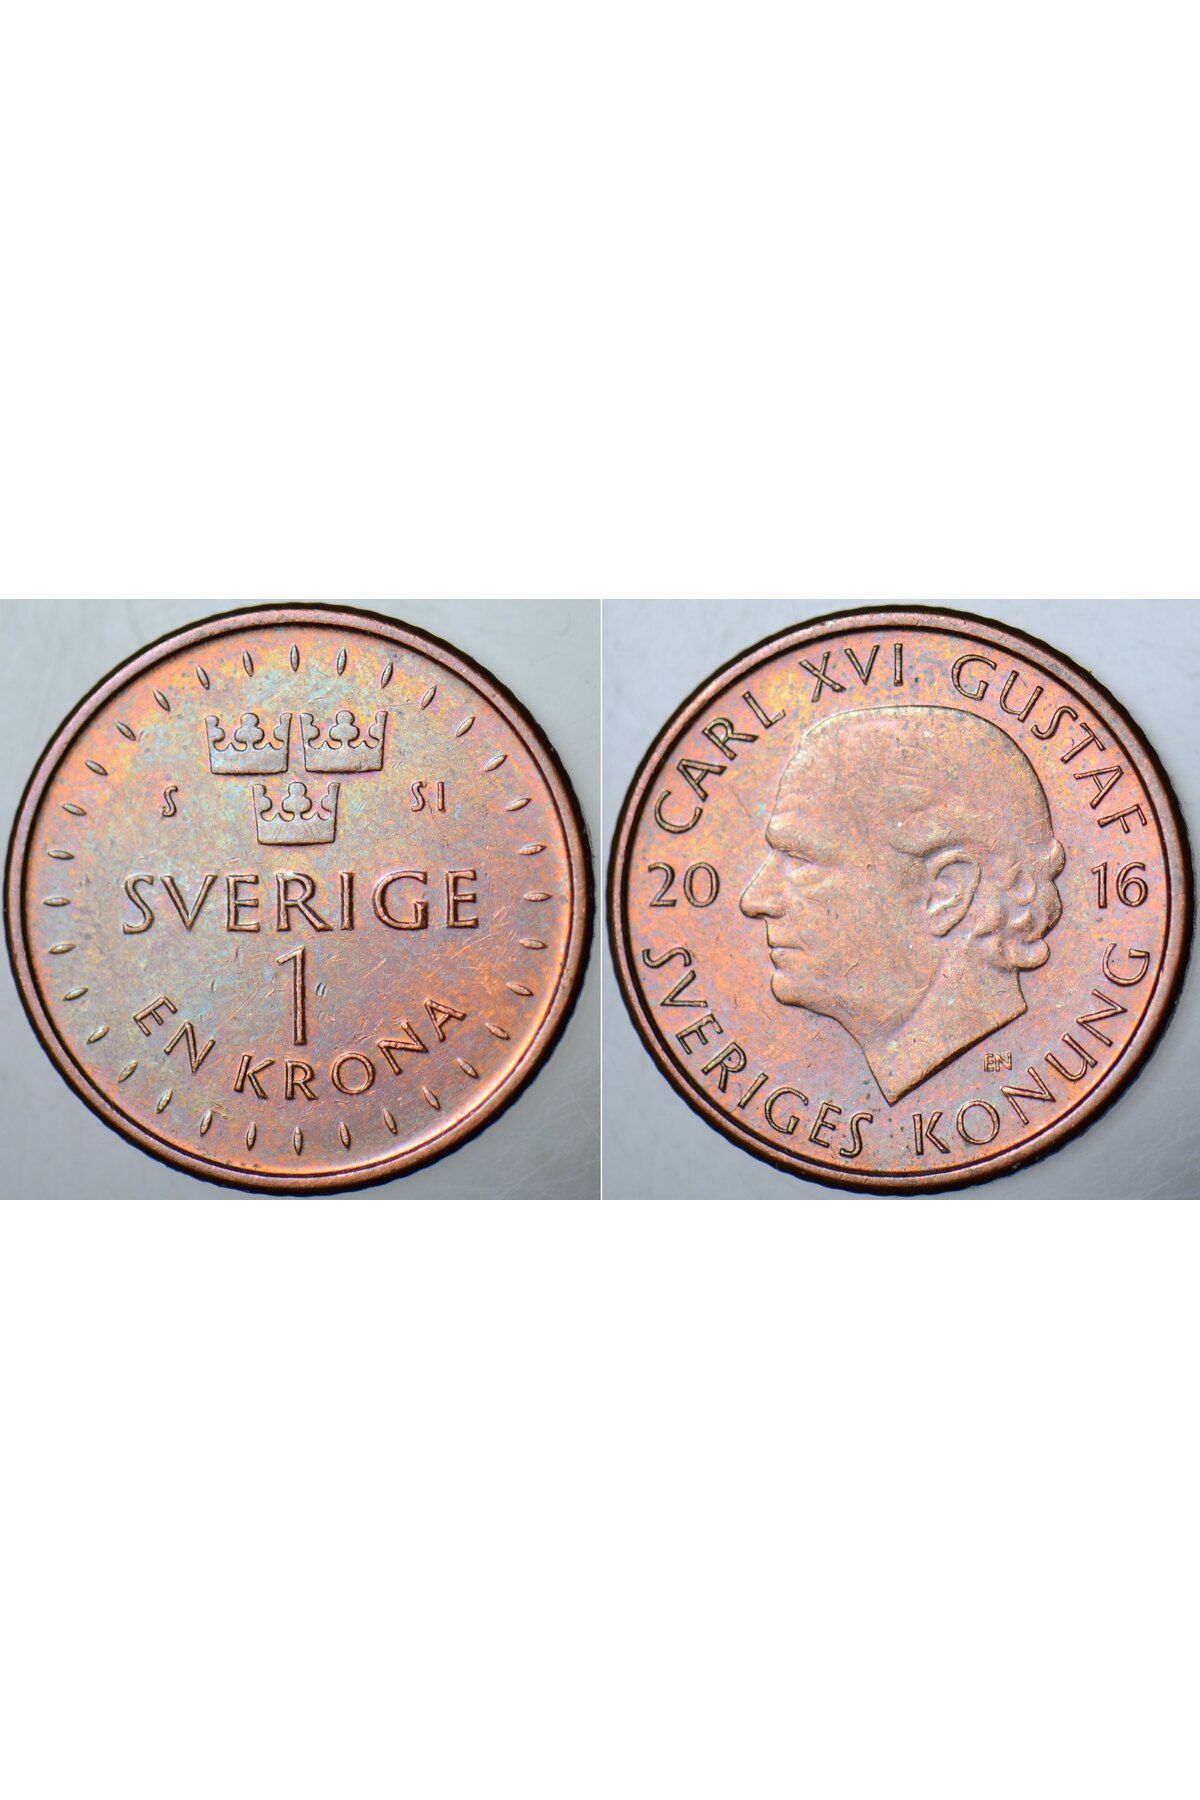 S SI
SVERIGE
1
EN KRONA
CARL XVI GUSTAF
20 16
EN
SVERIGES KONUNG